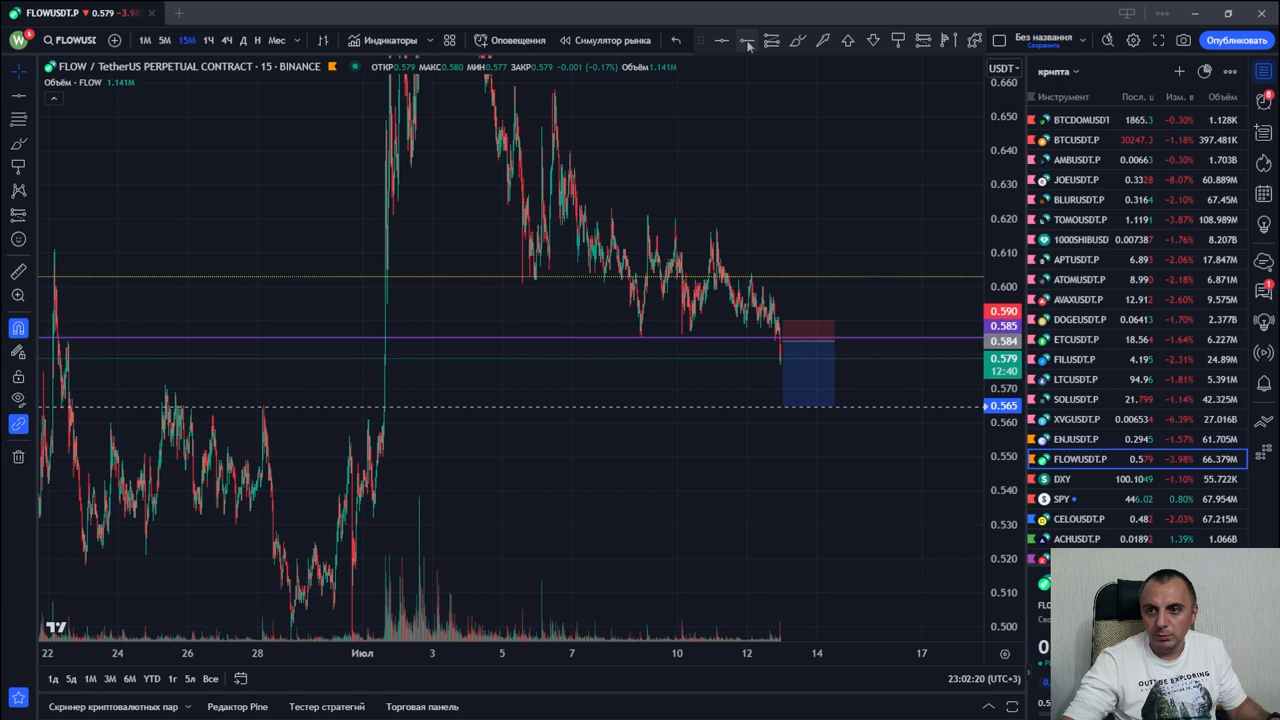 FLOWUSDT.P 0.579 -3.98
W 6 FLOWUSD 1М 5М 15М 1Ч 4Ч Д Н Мес Индикаторы Оповещения Симулятор рынка Без названия Сохранить Опубликовать
FLOW / TetherUS PERPETUAL CONTRACT · 15 · BINANCE ОТКР0.579 МАКС0.580 МИН0.577 ЗАКР0.579 -0.001 (-0.17%) Объём1.141M
Объём · FLOW 1.141M
USDT
0.660
0.650
0.640
0.630
0.620
0.610
0.600
0.590
0.585
0.584
0.579
12:40
0.570
0.565
0.560
0.550
0.540
0.530
0.520
0.510
0.500
22 24 26 28 Июл 3 5 7 10 12 14 17
1д 5д 1М 3М 6М YTD 1г 5л Все
23:02:20 (UTC+3)
Скринер криптовалютных пар Редактор Pine Тестер стратегий Торговая панель
крипта
Инструмент Посл. Изм. в Объём
BTCDOMUSDT 1865.3 -0.30% 1.128K
BTCUSDT.P 30247.3 -1.18% 397.481K
AMBUSDT.P 0.00663 -0.30% 1.703B
JOEUSDT.P 0.3328 -8.07% 60.889M
BLURUSDT.P 0.3164 -2.10% 67.45M
TOMOUSDT.P 1.1191 -3.87% 108.989M
1000SHIBUSD 0.007387 -1.76% 8.207B
APTUSDT.P 6.893 -2.06% 17.847M
ATOMUSDT.P 8.990 -2.18% 6.871M
AVAXUSDT.P 12.912 -2.60% 9.575M
DOGEUSDT.P 0.06413 -1.70% 2.377B
ETCUSDT.P 18.564 -1.64% 6.227M
FILUSDT.P 4.195 -2.31% 24.89M
LTCUSDT.P 94.96 -1.81% 5.391M
SOLUSDT.P 21.799 -1.14% 42.325M
XVGUSDT.P 0.006534 -6.39% 27.016B
ENJUSDT.P 0.2945 -1.57% 61.705M
FLOWUSDT.P 0.579 -3.98% 66.379M
DXY 100.1049 -1.10% 55.722K
SPY 446.02 0.80% 67.954M
CELOUSDT.P 0.482 -2.03% 67.215M
ACHUSDT.P 0.01892 1.39% 1.066B
8
1
OUTSIDE EXPLORING